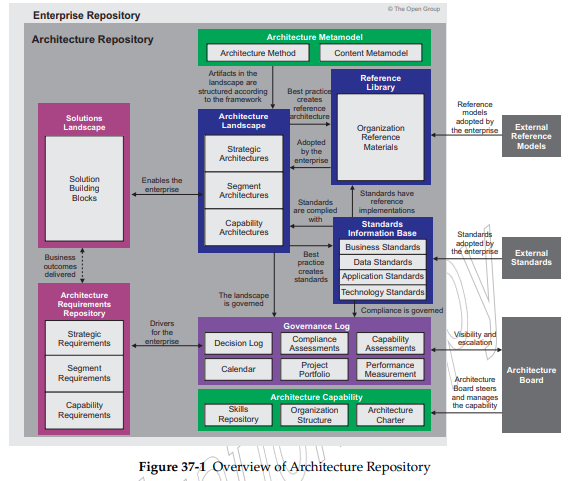 © The Open Group
Enterprise Repository
Architecture Repository
Architecture Metamodel
Architecture Method
Content Metamodel
Artifacts in the
landscape are
structured according
to the framework
Best practice
creates
reference
architecture
Reference
Library
Organization
Reference
Materials
Reference
models
adopted by
the enterprise
External
Reference
Models
Solutions
Landscape
Solution
Building
Blocks
Enables the
enterprise
Architecture
Landscape
Strategic
Architectures
Segment
Architectures
Capability
Architectures
Adopted
by the
enterprise
Standards
are complied
with
Standards have
reference
implementations
Best
practice
creates
standards
Standards
Information Base
Business Standards
Data Standards
Application Standards
Technology Standards
Standards
adopted by
the enterprise
External
Standards
Business
outcomes
delivered
The landscape
is governed
Compliance is governed
Architecture
Requirements
Repository
Strategic
Requirements
Segment
Requirements
Capability
Requirements
Drivers
for the
enterprise
Governance Log
Decision Log
Compliance
Assessments
Capability
Assessments
Calendar
Project
Portfolio
Performance
Measurement
Visibility and
escalation
Architecture
Board steers
and manages
the capability
Architecture
Board
Architecture Capability
Skills
Repository
Organization
Structure
Architecture
Charter
Figure 37-1 Overview of Architecture Repository